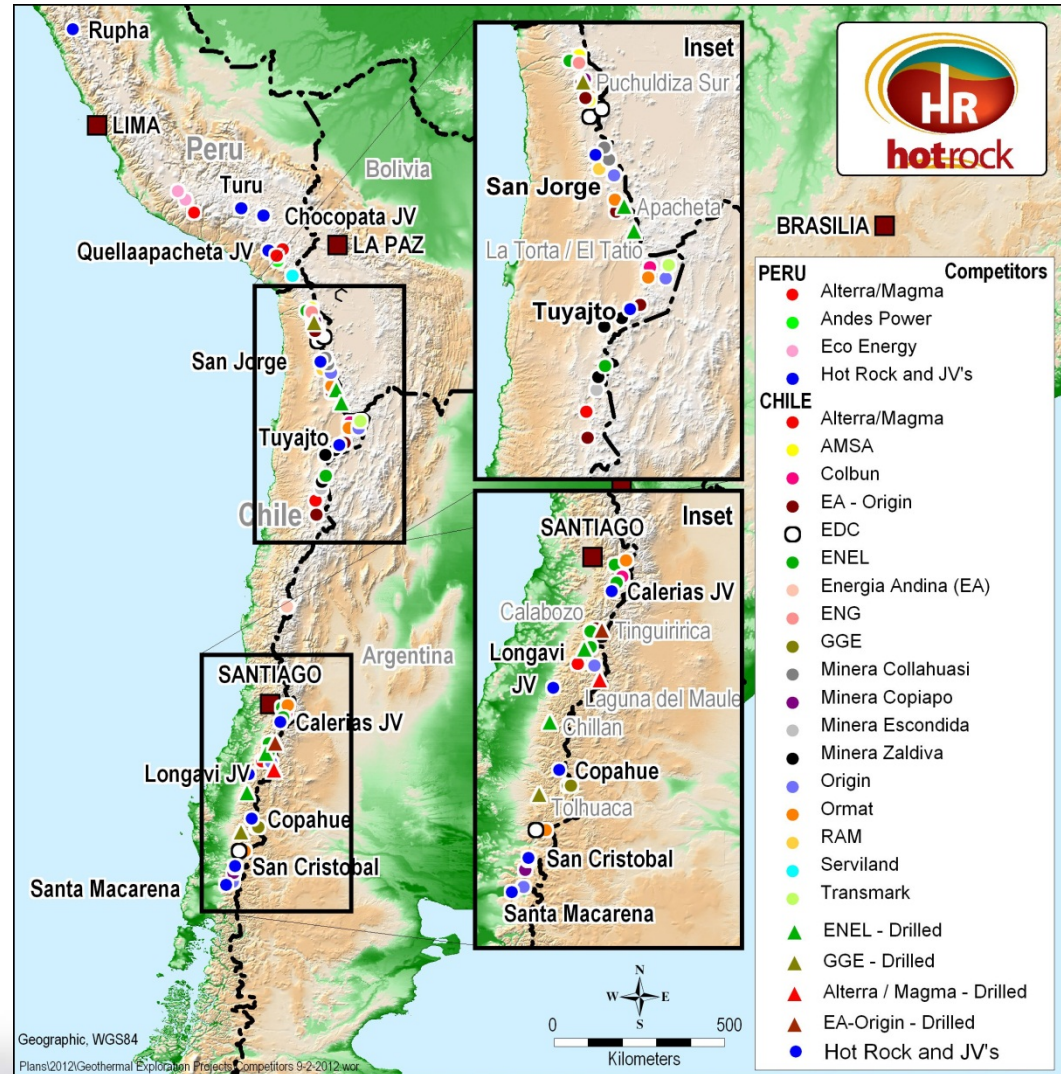 Rupha
LIMA
Peru
Bolivia
Turu
Chocopata JV
Quellaapacheta JV
LA PAZ
San Jorge
Tuyajto
Chile
Argentina
SANTIAGO
Calerias JV
Longavi JV
Copahue
San Cristobal
Santa Macarena
Inset
Puchuldiza Sur 2
San Jorge
Apacheta
La Torta / El Tatio
Tuyajto
Inset
SANTIAGO
Calerias JV
Calabozo
Tinguiririca
Longavi
JV
Laguna del Maule
Chillan
Copahue
Tolhuaca
San Cristobal
Santa Macarena
HR
hotrock
BRASILIA
PERU Competitors
Alterra/Magma
Andes Power
Eco Energy
Hot Rock and JV's
CHILE
Alterra/Magma
AMSA
Colbun
EA - Origin
EDC
ENEL
Energia Andina (EA)
ENG
GGE
Minera Collahuasi
Minera Copiapo
Minera Escondida
Minera Zaldiva
Origin
Ormat
RAM
Serviland
Transmark
ENEL - Drilled
GGE - Drilled
Alterra / Magma - Drilled
EA-Origin - Drilled
Hot Rock and JV's
N
W E
S
0 500
Kilometers
Geographic, WGS84
Plans\2012\Geothermal Exploration Projects Competitors 9-2-2012.wor